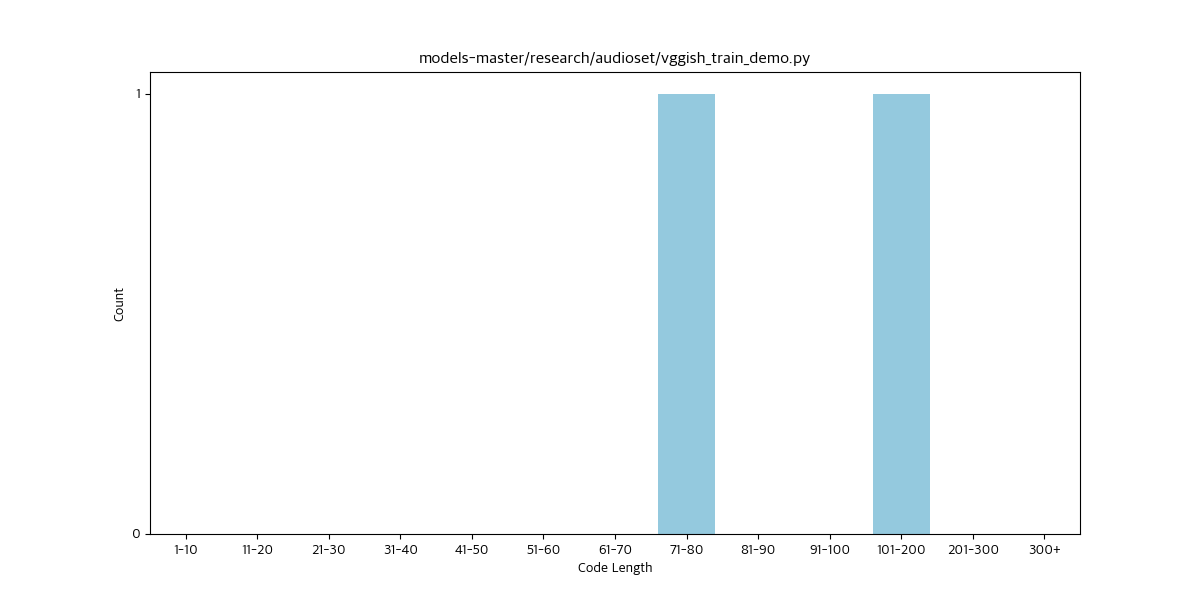 models-master/research/audioset/vggish_train_demo.py
Count
1
0
1-10 11-20 21-30 31-40 41-50 51-60 61-70 71-80 81-90 91-100 101-200 201-300 300+
Code Length